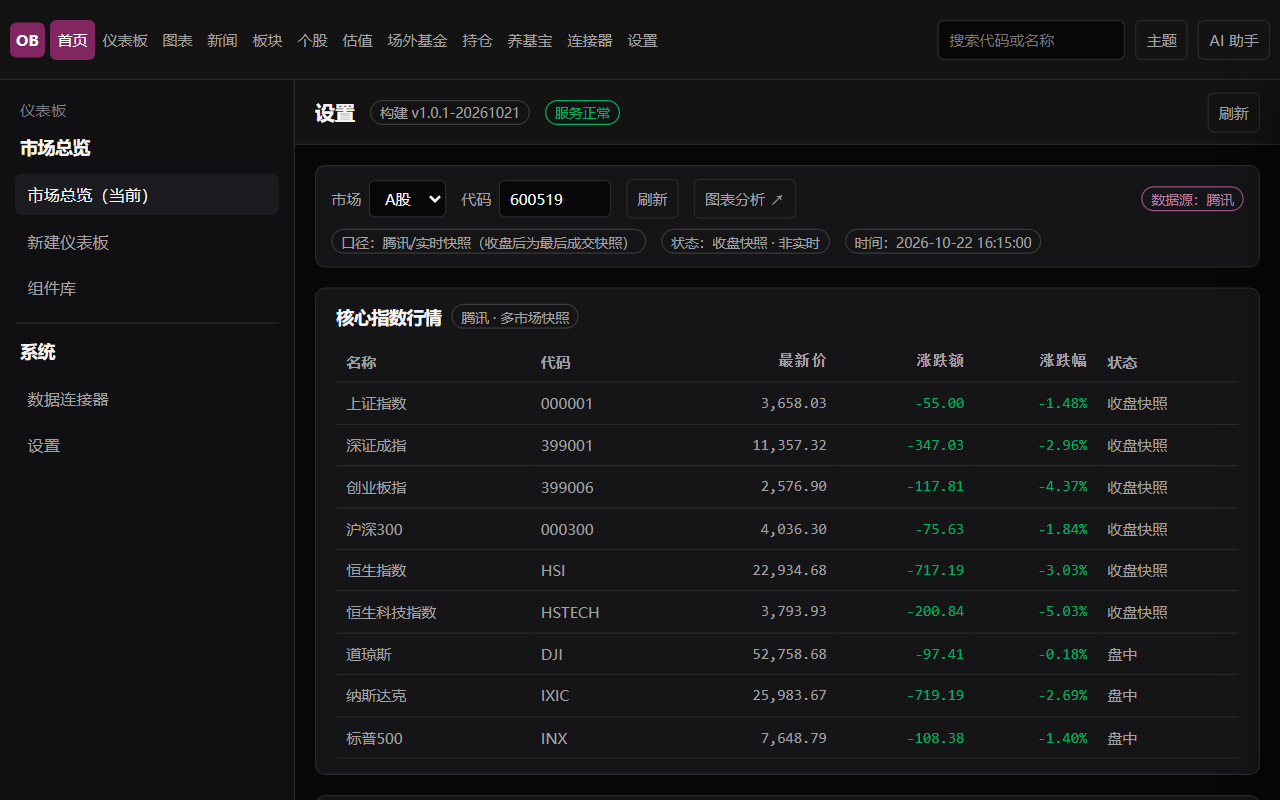 OB 首页 仪表板 图表 新闻 板块 个股 估值 场外基金 持仓 养基宝 连接器 设置 搜索代码或名称 主题 AI 助手
仪表板
市场总览
市场总览（当前）
新建仪表板
组件库
系统
数据连接器
设置
设置 构建 v1.0.1-20261021 服务正常 刷新
市场 A股 代码 600519 刷新 图表分析 ↗ 数据源：腾讯
口径：腾讯/实时快照（收盘后为最后成交快照） 状态：收盘快照 · 非实时 时间：2026-10-22 16:15:00
核心指数行情 腾讯 · 多市场快照
名称 代码 最新价 涨跌额 涨跌幅 状态
上证指数 000001 3,658.03 -55.00 -1.48% 收盘快照
深证成指 399001 11,357.32 -347.03 -2.96% 收盘快照
创业板指 399006 2,576.90 -117.81 -4.37% 收盘快照
沪深300 000300 4,036.30 -75.63 -1.84% 收盘快照
恒生指数 HSI 22,934.68 -717.19 -3.03% 收盘快照
恒生科技指数 HSTECH 3,793.93 -200.84 -5.03% 收盘快照
道琼斯 DJI 52,758.68 -97.41 -0.18% 盘中
纳斯达克 IXIC 25,983.67 -719.19 -2.69% 盘中
标普500 INX 7,648.79 -108.38 -1.40% 盘中